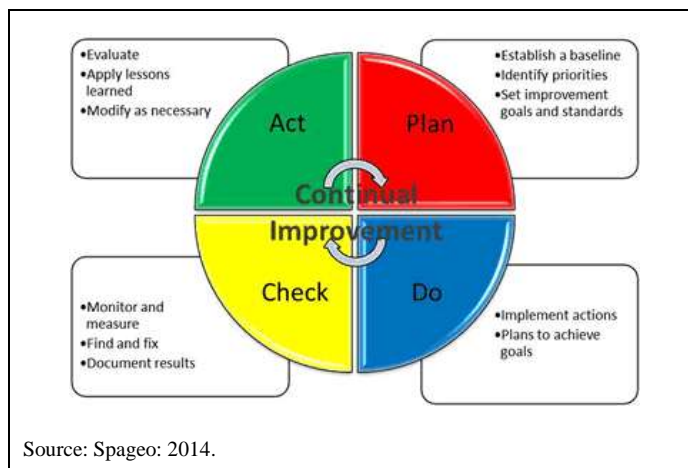 •Evaluate
•Apply lessons
learned
•Modify as necessary
•Establish a baseline
•Identify priorities
•Set improvement
goals and standards
Act
Plan
Continual
Improvement
Check
Do
•Monitor and
measure
•Find and fix
•Document results
•Implement actions
•Plans to achieve
goals
Source: Spageo: 2014.